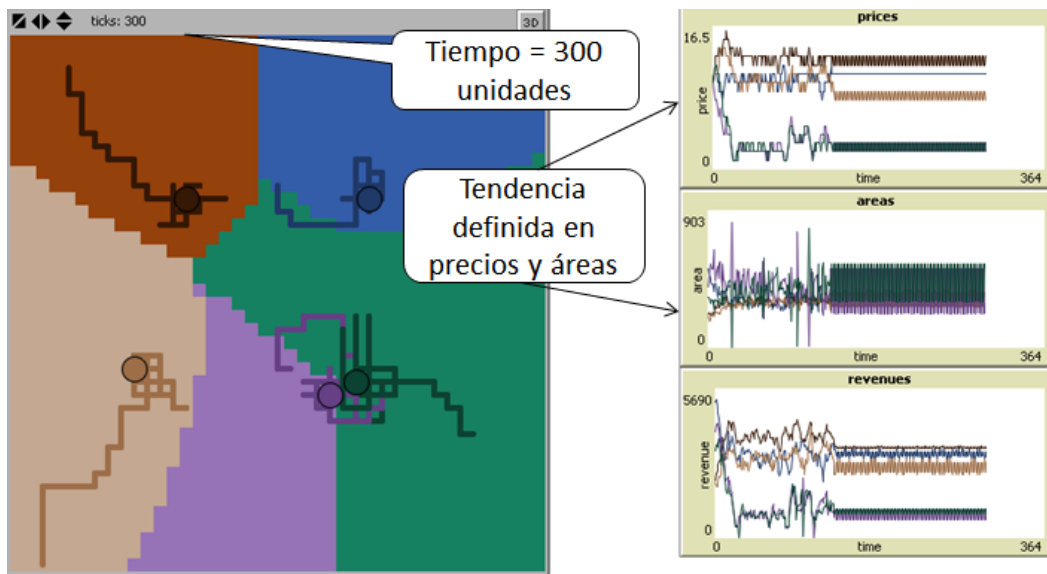 ticks: 300
3D
Tiempo = 300
unidades
Tendencia
definida en
precios y áreas
prices
16.5
price
0
0
time
364
areas
903
area
0
0
time
364
revenues
5690
revenue
0
0
time
364